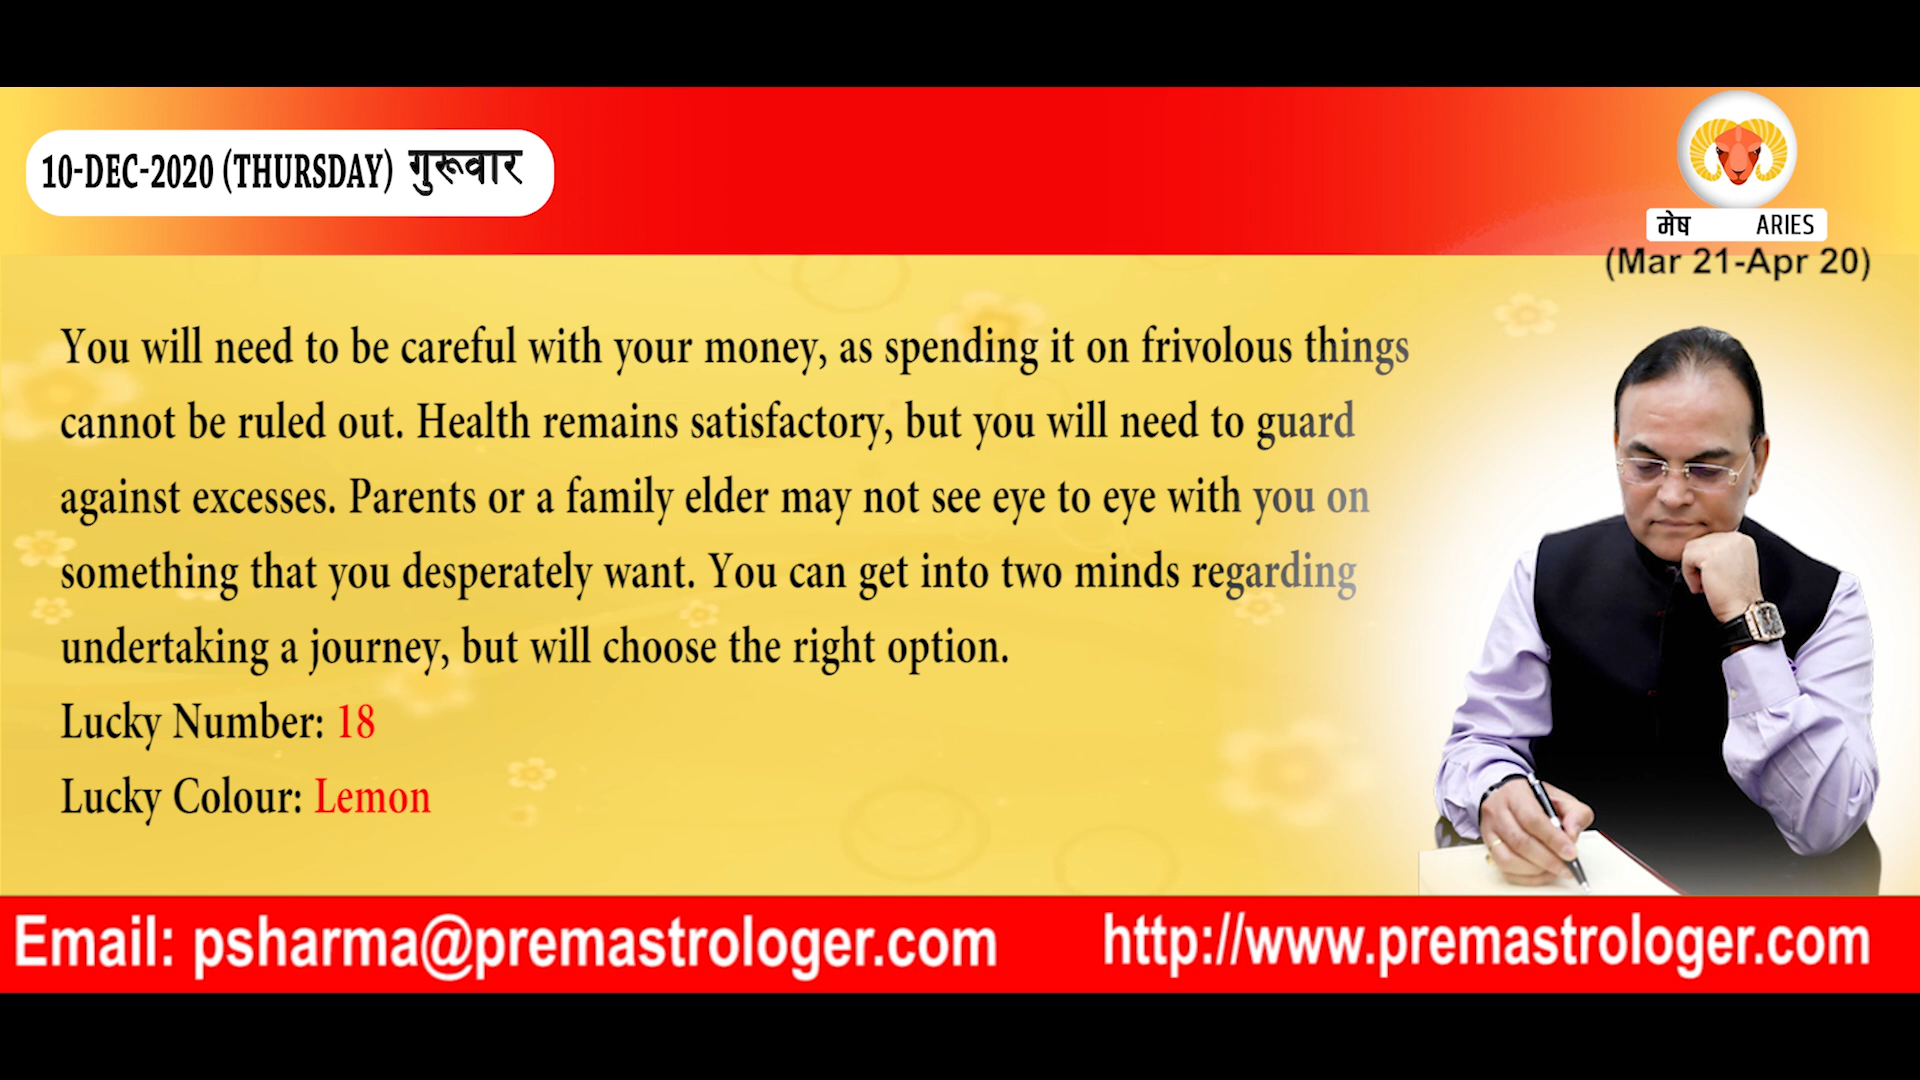 10-DEC-2020 (THURSDAY) गुरूवार
मेष ARIES
(Mar 21-Apr 20)
You will need to be careful with your money, as spending it on frivolous things
cannot be ruled out. Health remains satisfactory, but you will need to guard
against excesses. Parents or a family elder may not see eye to eye with you on
something that you desperately want. You can get into two minds regarding
undertaking a journey, but will choose the right option.
Lucky Number: 18
Lucky Colour: Lemon
Email: psharma@premastrologer.com
http://www.premastrologer.com